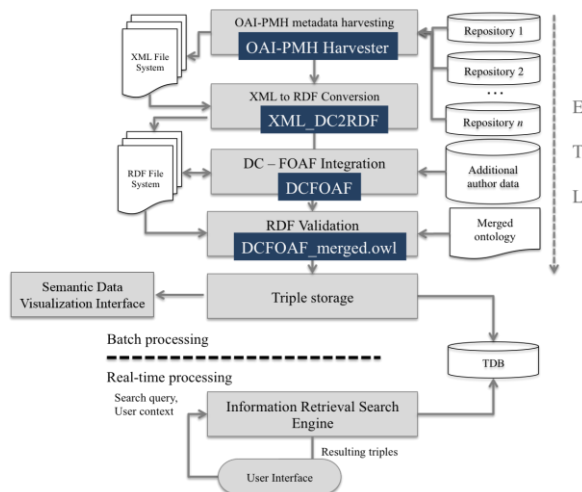 OAI-PMH metadata harvesting
OAI-PMH Harvester
XML File
System
Repository 1
Repository 2
...
Repository n
XML to RDF Conversion
XML_DC2RDF
E
T
L
DC – FOAF Integration
DCFOAF
RDF File
System
Additional
author data
RDF Validation
DCFOAF_merged.owl
Merged
ontology
Semantic Data
Visualization Interface
Triple storage
Batch processing
TDB
Real-time processing
Search query,
User context
Information Retrieval Search
Engine
Resulting triples
User Interface